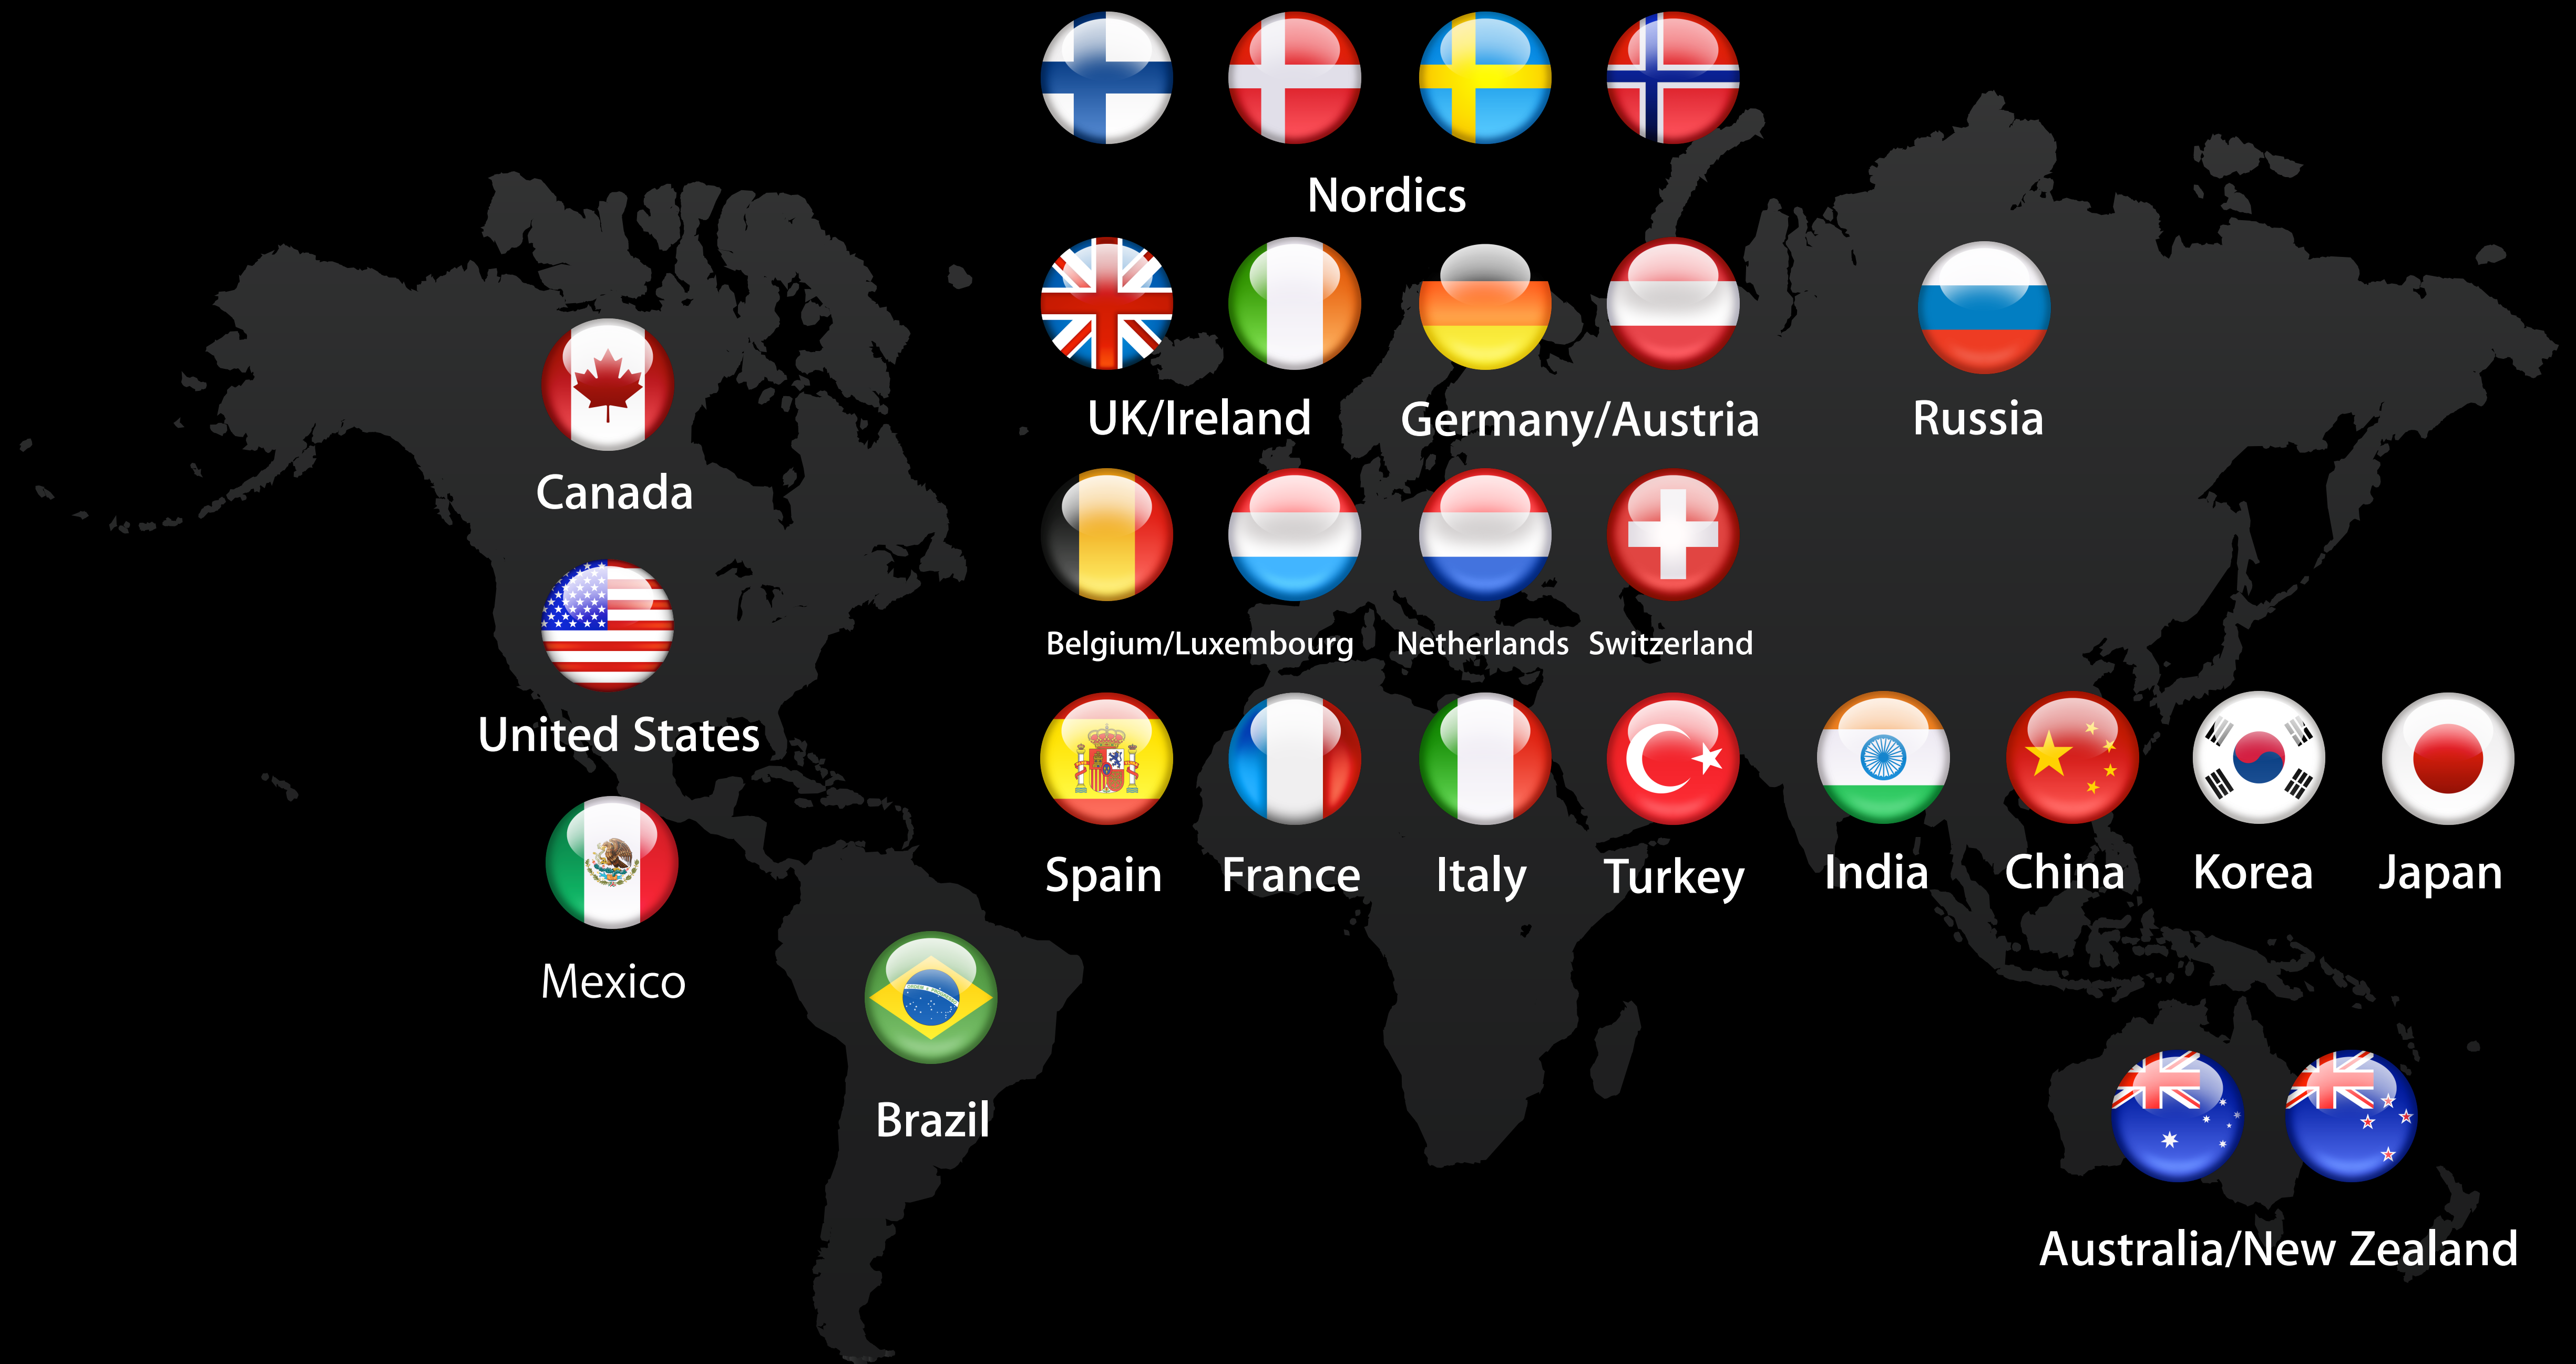 Nordics
UK/Ireland
Germany/Austria
Russia
Canada
Belgium/Luxembourg
Netherlands
Switzerland
United States
Spain
France
Italy
Turkey
India
China
Korea
Japan
Mexico
Brazil
Australia/New Zealand